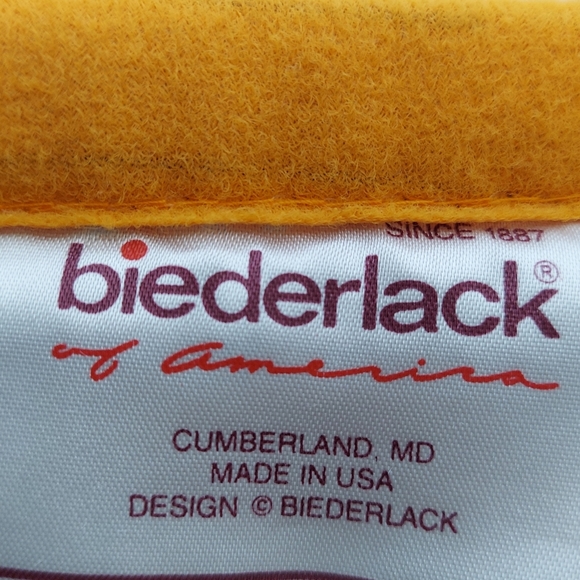 SINCE 1887
biederlack®
of America
CUMBERLAND, MD
MADE IN USA
DESIGN © BIEDERLACK